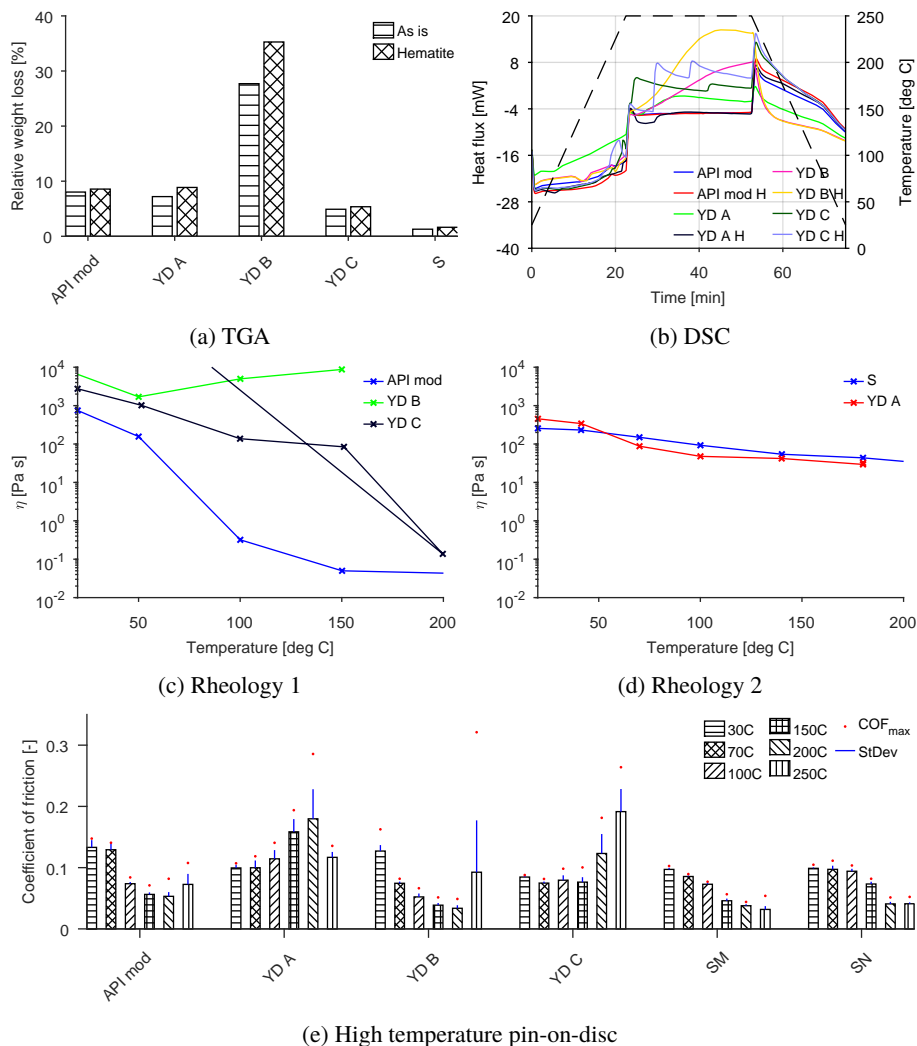 Relative weight loss [%]
40
30
20
10
0
As is
Hematite
API mod
YD A
YD B
YD C
S
(a) TGA
Heat flux [mW]
20
8
-4
-16
-28
-40
250
200
150
100
50
0
Temperature [deg C]
API mod
API mod H
YD A
YD A H
YD B
YD B H
YD C
YD C H
0
20
40
60
Time [min]
(b) DSC
η [Pa s]
10^4
10^3
10^2
10^1
10^0
10^-1
10^-2
API mod
YD B
YD C
50
100
150
200
Temperature [deg C]
(c) Rheology 1
η [Pa s]
10^4
10^3
10^2
10^1
10^0
10^-1
10^-2
S
YD A
50
100
150
200
Temperature [deg C]
(d) Rheology 2
Coefficient of friction [-]
0.3
0.2
0.1
0
30C
70C
100C
150C
200C
250C
COF_max
StDev
API mod
YD A
YD B
YD C
SM
SN
(e) High temperature pin-on-disc